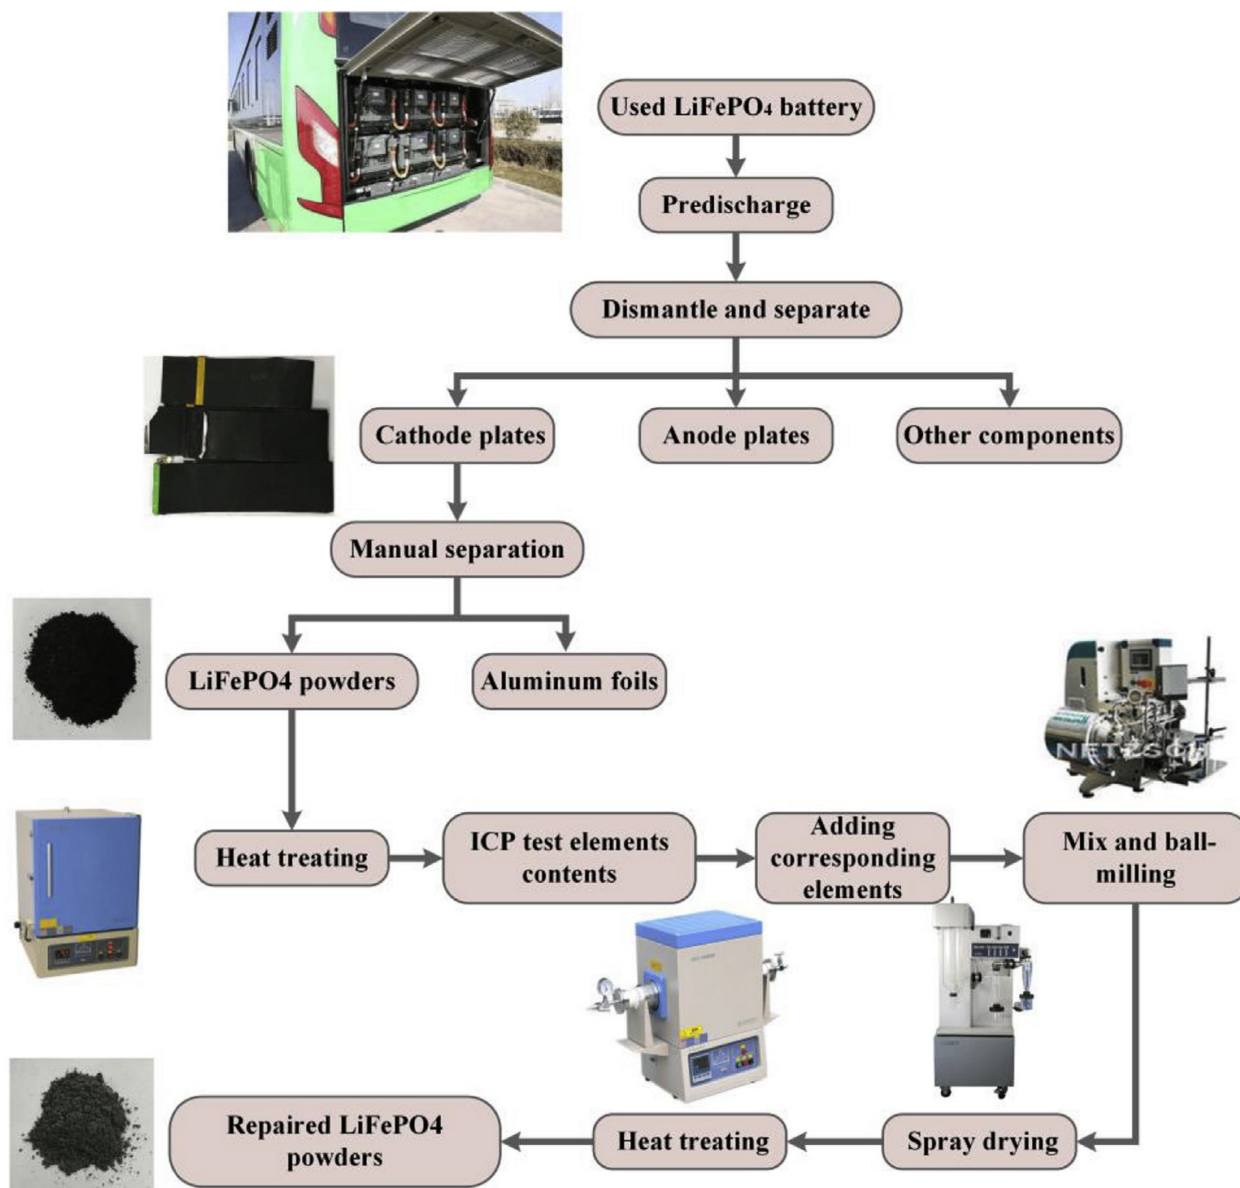 Used LiFePO₄ battery
Predischarge
Dismantle and separate
Cathode plates
Anode plates
Other components
Manual separation
LiFePO4 powders
Aluminum foils
NETZSCH
Heat treating
ICP test elements
contents
Adding
corresponding
elements
Mix and ball-
milling
Repaired LiFePO4
powders
Heat treating
Spray drying